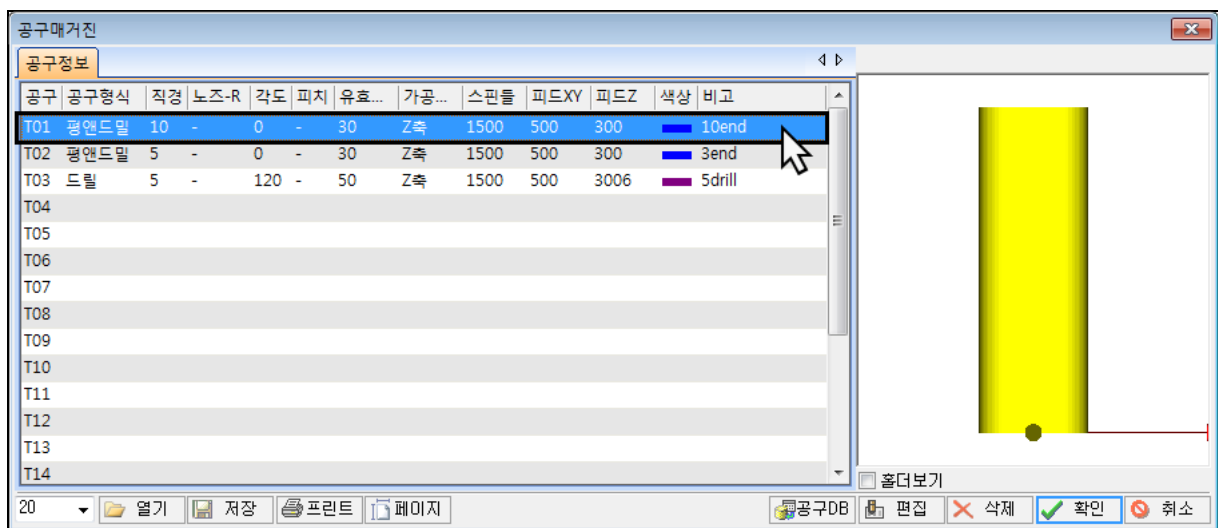 공구매거진
공구정보
공구 공구형식 직경 노즈-R 각도 피치 유효... 가공... 스핀들 피드XY 피드Z 색상 비고
T01 평앤드밀 10 - 0 - 30 Z축 1500 500 300 10end
T02 평앤드밀 5 - 0 - 30 Z축 1500 500 300 3end
T03 드릴 5 - 120 - 50 Z축 1500 500 3006 5drill
T04
T05
T06
T07
T08
T09
T10
T11
T12
T13
T14
홀더보기
20 열기 저장 프린트 페이지 공구DB 편집 삭제 확인 취소